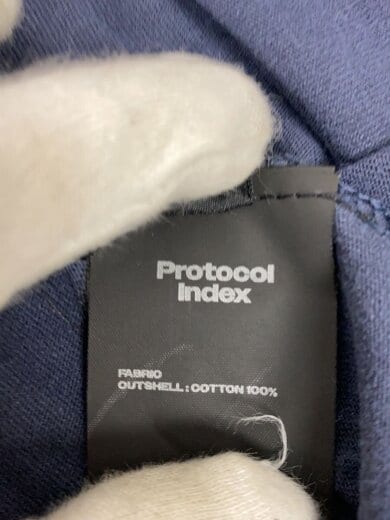 Protocol
Index
FABRIC
OUTSHELL : COTTON 100%